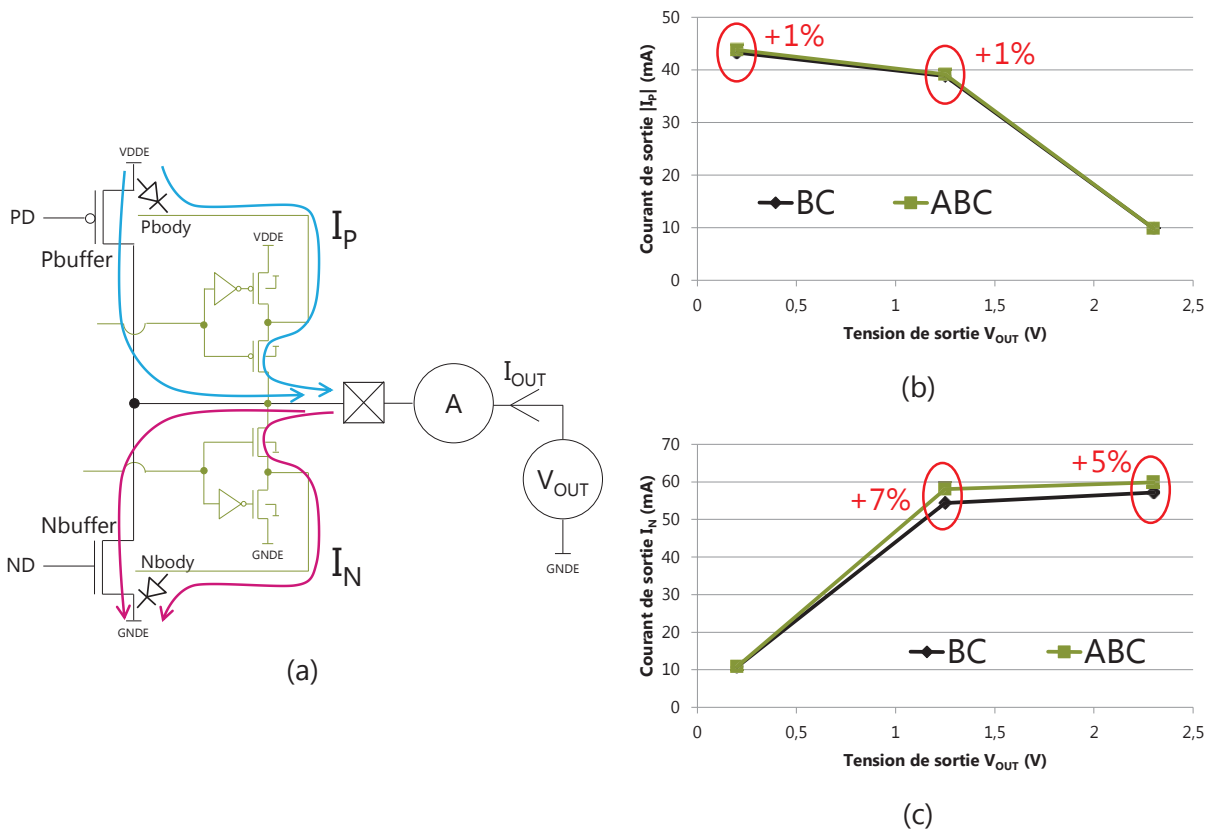 VDDE
PD
Pbody
Pbuffer
I_P
VDDE
I_OUT
A
V_OUT
GNDE
Nbuffer
GNDE
ND
Nbody
I_N
GNDE
(a)
Courant de sortie |I_P| (mA)
50
40
30
20
10
0
+1%
+1%
BC
ABC
0
0,5
1
1,5
2
2,5
Tension de sortie V_OUT (V)
(b)
Courant de sortie I_N (mA)
70
60
50
40
30
20
10
0
+7%
+5%
BC
ABC
0
0,5
1
1,5
2
2,5
Tension de sortie V_OUT (V)
(c)